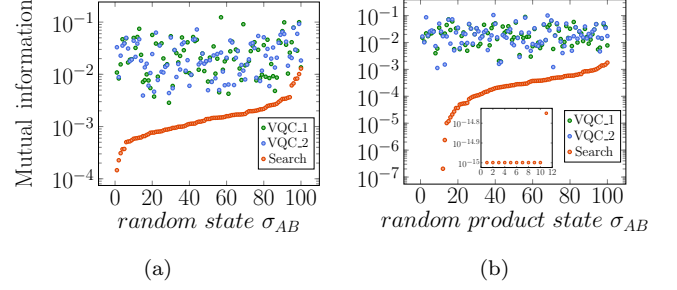 Mutual information
10⁻¹
10⁻²
10⁻³
10⁻⁴
0 20 40 60 80 100
VQC_1
VQC_2
Search
random state σ_AB
(a)
10⁻¹
10⁻²
10⁻³
10⁻⁴
10⁻⁵
10⁻⁶
10⁻⁷
0 20 40 60 80 100
10⁻¹⁴·⁸
10⁻¹⁴·⁹
10⁻¹⁵
0 2 4 6 8 10 12
VQC_1
VQC_2
Search
random product state σ_AB
(b)